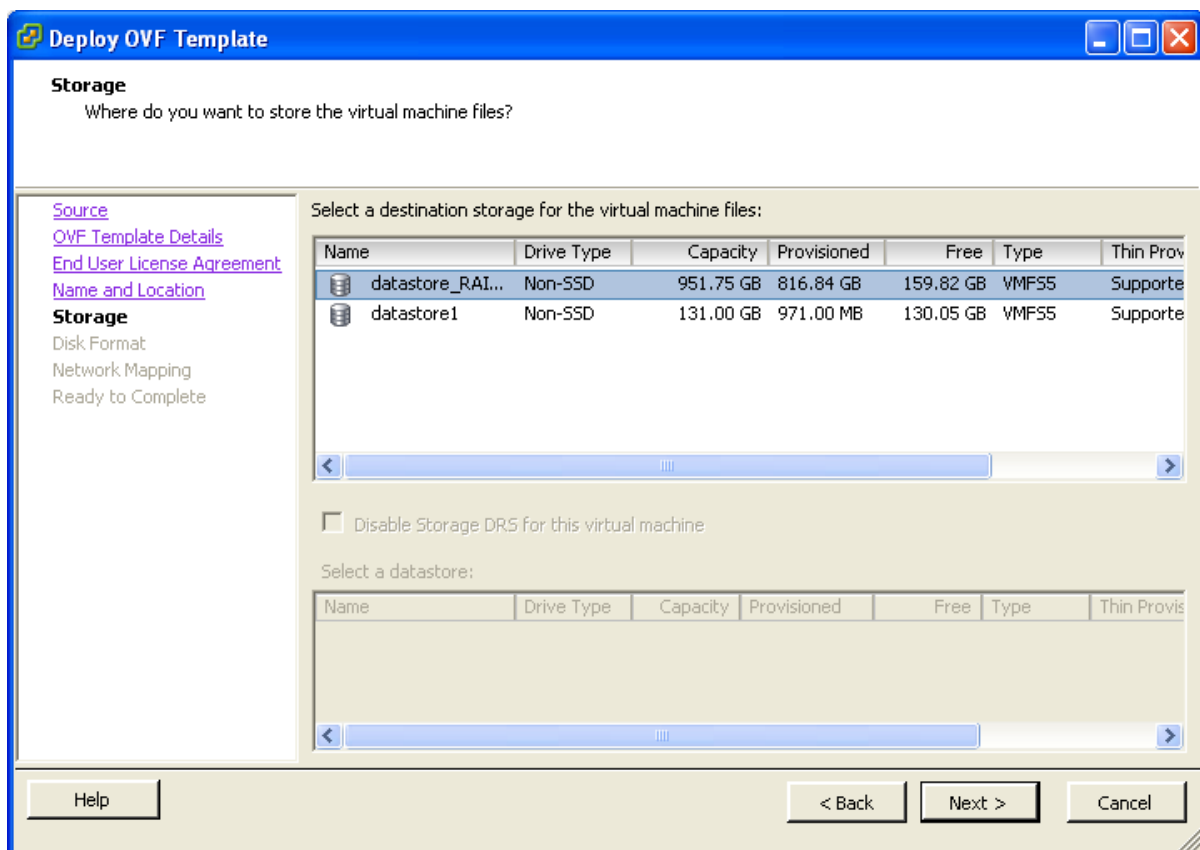 Deploy OVF Template
Storage
Where do you want to store the virtual machine files?
Source
OVF Template Details
End User License Agreement
Name and Location
Storage
Disk Format
Network Mapping
Ready to Complete
Select a destination storage for the virtual machine files:
Name Drive Type Capacity Provisioned Free Type Thin Prov
datastore_RAI... Non-SSD 951.75 GB 816.84 GB 159.82 GB VMFS5 Supporte
datastore1 Non-SSD 131.00 GB 971.00 MB 130.05 GB VMFS5 Supporte
Disable Storage DRS for this virtual machine
Select a datastore:
Name Drive Type Capacity Provisioned Free Type Thin Provis
Help < Back Next > Cancel